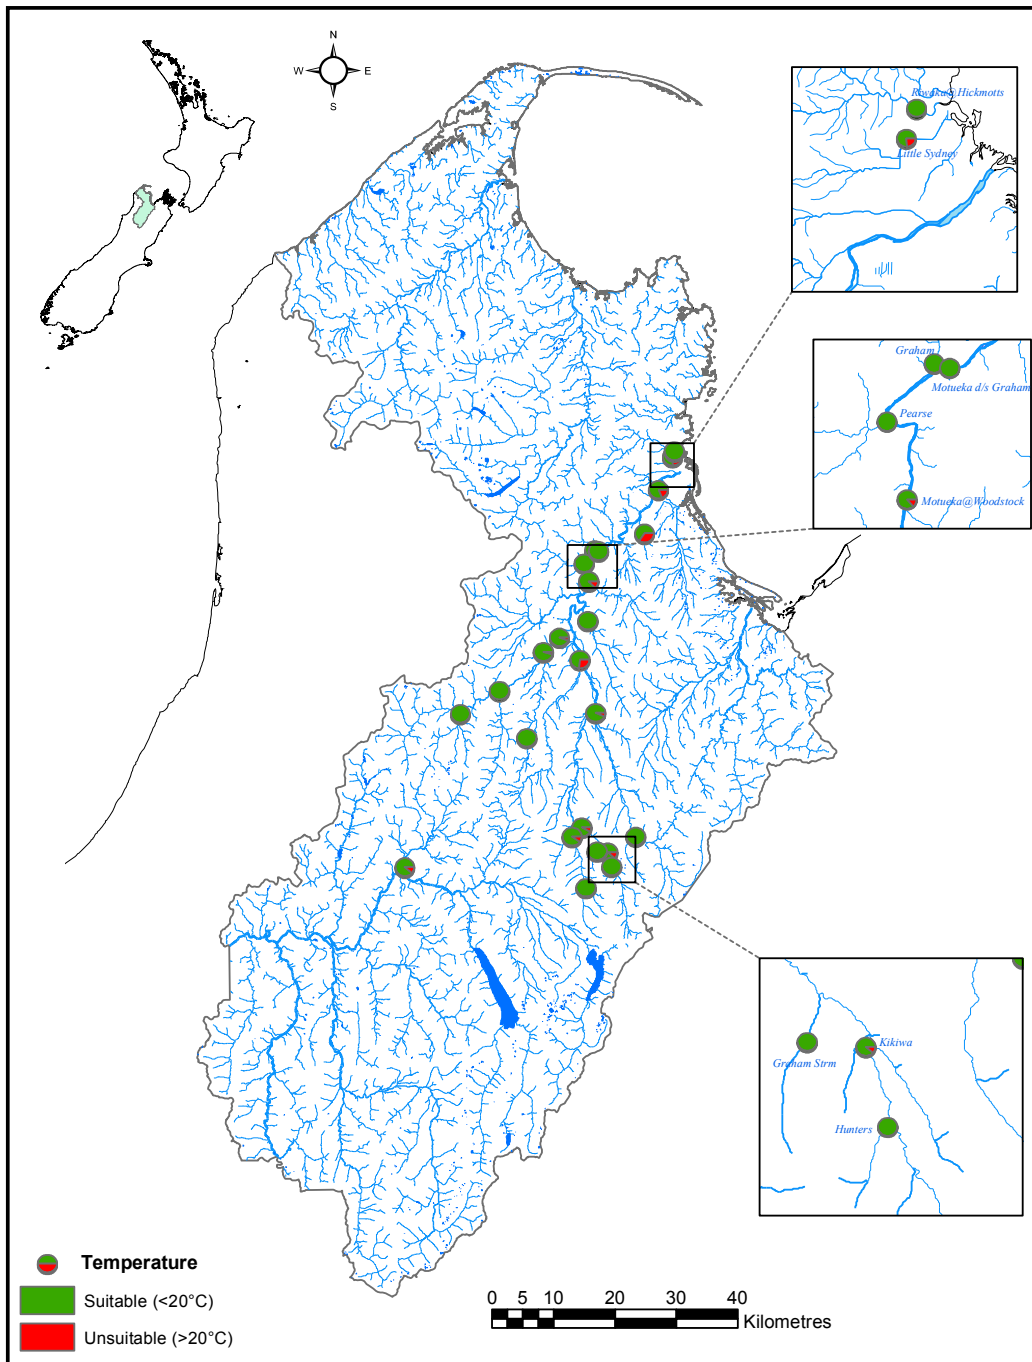 N
W E
S
Riwaka@Hickmotts
Little Sydney
Graham
Motueka d/s Graham
Pearse
Motueka@Woodstock
Graham Strm
Kikiwa
Hunters
Temperature
Suitable (<20°C)
Unsuitable (>20°C)
0 5 10 20 30 40
Kilometres